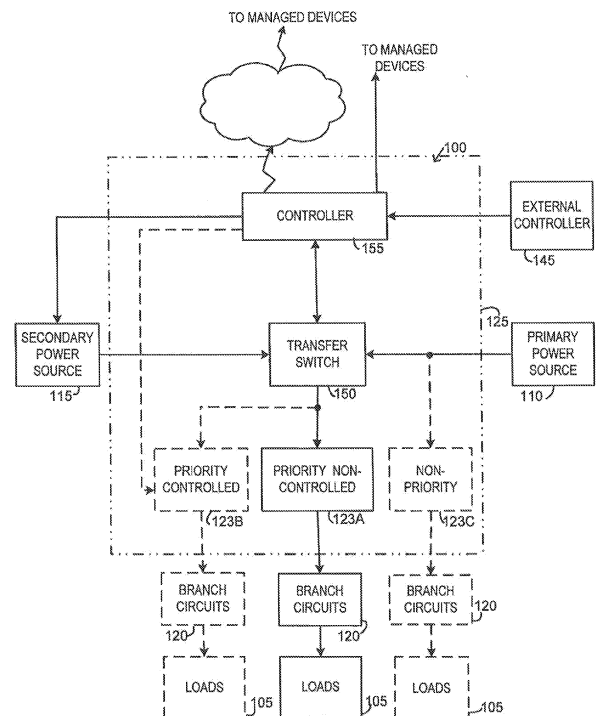 TO MANAGED DEVICES
TO MANAGED
DEVICES
100
CONTROLLER
155
EXTERNAL
CONTROLLER
145
125
SECONDARY
POWER
SOURCE
115
TRANSFER
SWITCH
150
PRIMARY
POWER
SOURCE
110
PRIORITY
CONTROLLED
123B
PRIORITY NON-
CONTROLLED
123A
NON-
PRIORITY
123C
BRANCH
CIRCUITS
120
BRANCH
CIRCUITS
120
BRANCH
CIRCUITS
120
LOADS
105
LOADS
105
LOADS
105